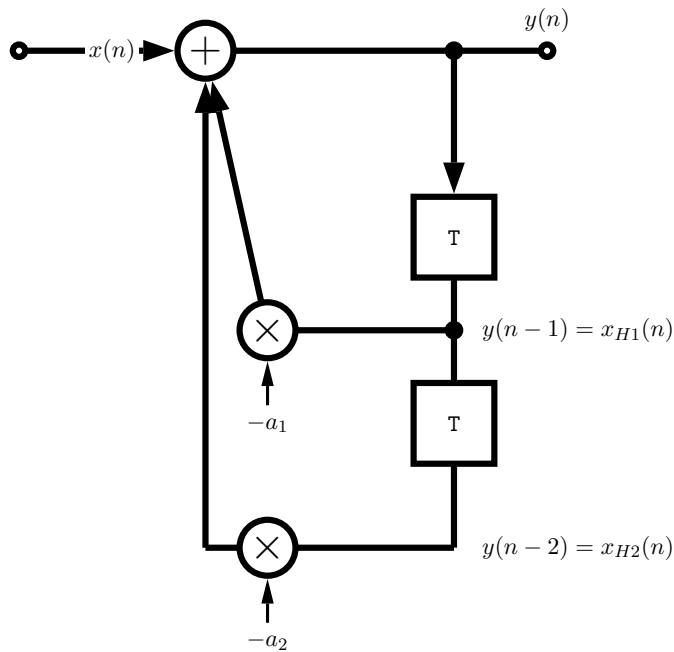 y(n)
x(n)
+
T
× y(n − 1) = x_{H1}(n)
−a_1
T
× y(n − 2) = x_{H2}(n)
−a_2